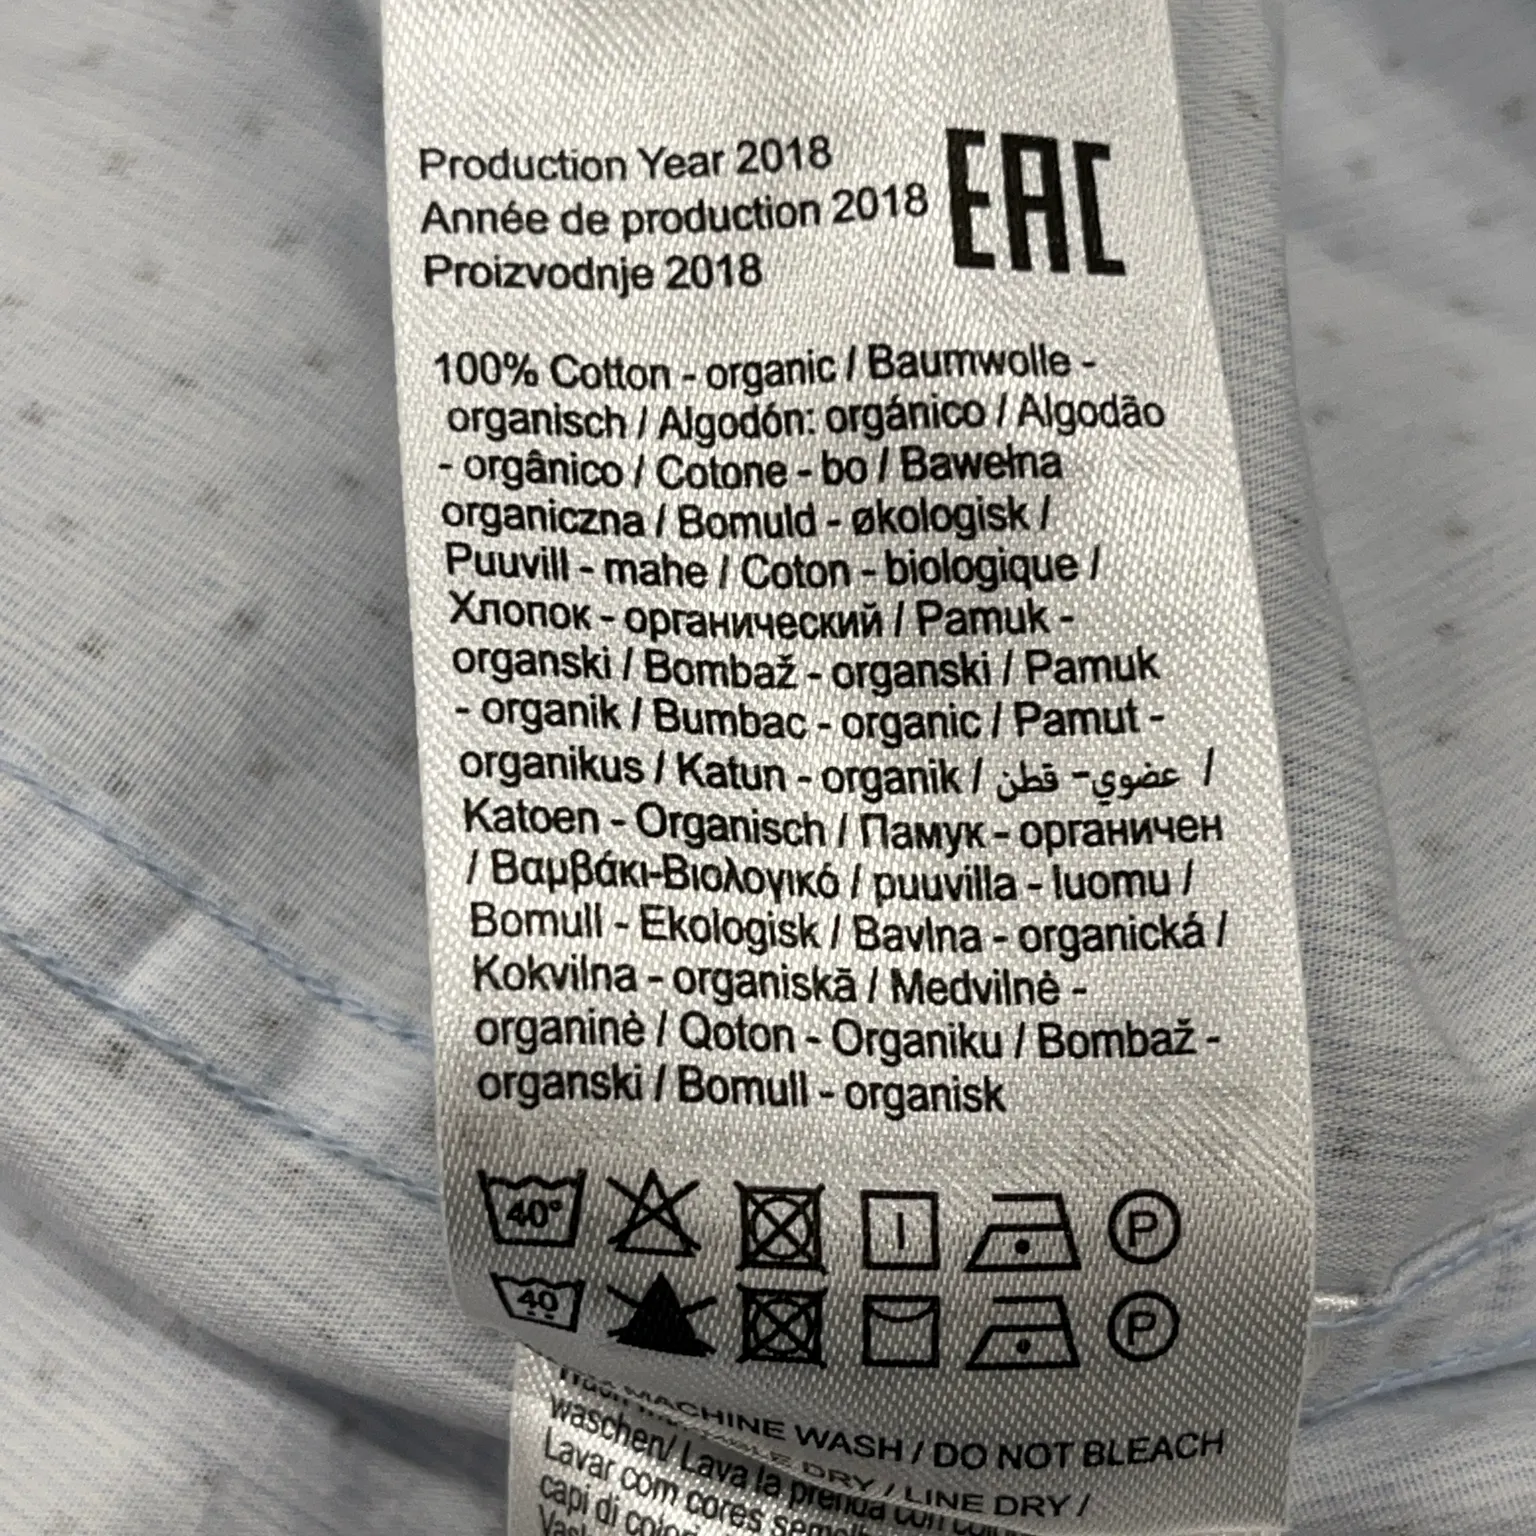 Production Year 2018
Année de production 2018
Proizvodnje 2018
EAC
100% Cotton - organic / Baumwolle -
organisch / Algodón: orgánico / Algodão
- orgânico / Cotone - bo / Bawełna
organiczna / Bomuld - økologisk /
Puuvill - mahe / Coton - biologique /
Хлопок - органический / Pamuk -
organski / Bombaž - organski / Pamuk
- organik / Bumbac - organic / Pamut -
organikus / Katun - organik / عضوي- قطن /
Katoen - Organisch / Памук - органичен
/ Βαμβάκι-Βιολογικό / puuvilla - luomu /
Bomull - Ekologisk / Bavlna - organická /
Kokvilna - organiskā / Medvilnė -
organinė / Qoton - Organiku / Bombaž -
organski / Bomull - organisk
40° P
40 P
MACHINE WASH / DO NOT BLEACH
DRY / LINE DRY /
waschen/ Lava la prenda con
Lavar com cores
capi di